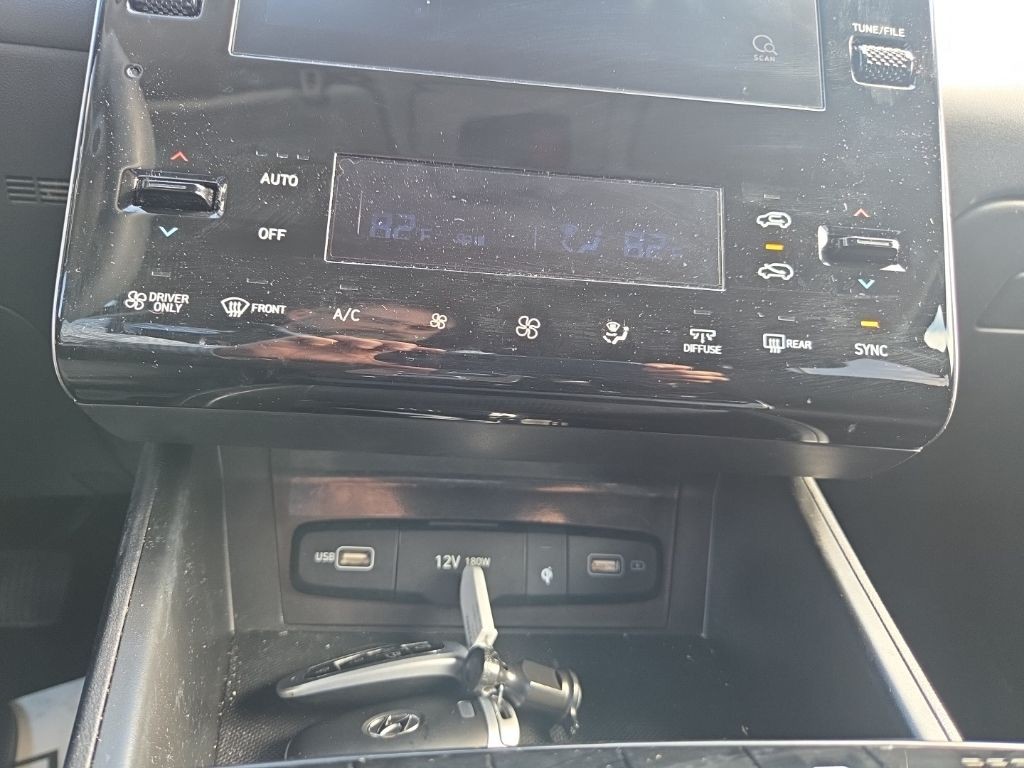 TUNE/FILE
SCAN
AUTO
OFF
82
F
82
DRIVER
ONLY
FRONT
A/C
DIFFUSE
REAR
SYNC
USB
12V 180W